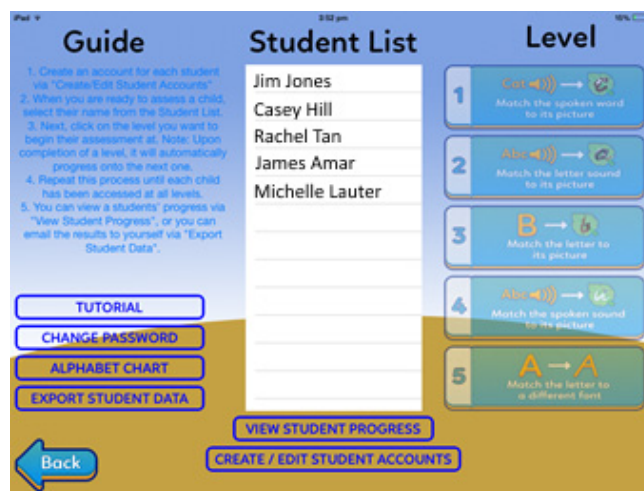 iPad
3:52 pm
15%
Guide
1. Create an account for each student
via "Create/Edit Student Accounts"
2. When you are ready to assess a child,
select their name from the Student List.
3. Next, click on the level you want to
begin their assessment at. Note: Upon
completion of a level, it will automatically
progress onto the next one.
4. Repeat this process until each child
has been accessed at all levels.
5. You can view a students' progress via
"View Student Progress", or you can
email the results to yourself via "Export
Student Data".
TUTORIAL
CHANGE PASSWORD
ALPHABET CHART
EXPORT STUDENT DATA
Back
Student List
Jim Jones
Casey Hill
Rachel Tan
James Amar
Michelle Lauter
VIEW STUDENT PROGRESS
CREATE / EDIT STUDENT ACCOUNTS
Level
1
Cat
Match the spoken word
to its picture
2
Abc
Match the letter sound
to its picture
3
B
Match the letter to
its picture
4
Abc
Match the spoken sound
to its picture
5
A A
Match the letter to
a different font